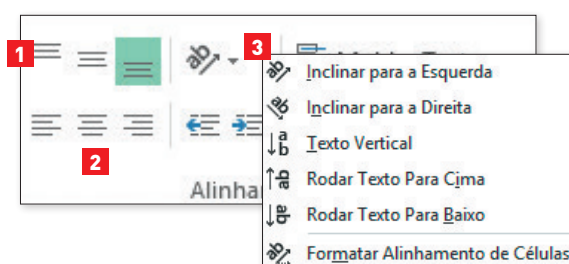 1
3
Inclinar para a Esquerda
Inclinar para a Direita
Texto Vertical
2
Rodar Texto Para Cima
Rodar Texto Para Baixo
Alinha
Formatar Alinhamento de Células